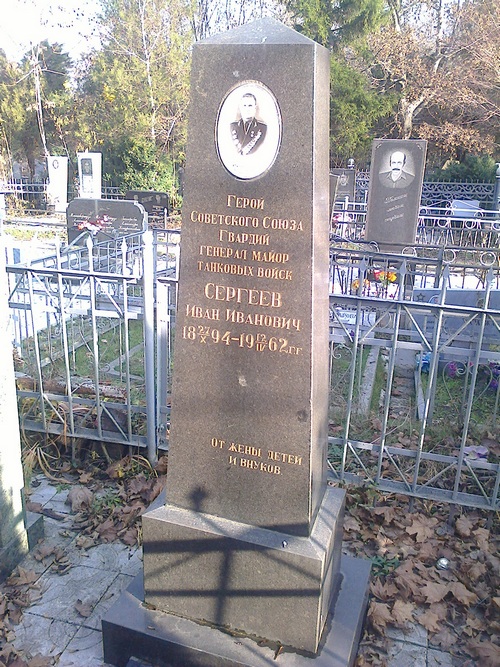 Герой
Советского Союза
Гвардии
генерал майор
танковых войск
СЕРГЕЕВ
Иван Иванович
18 27/X 94–19 12/IV 62 гг
От жены детей
и внуков